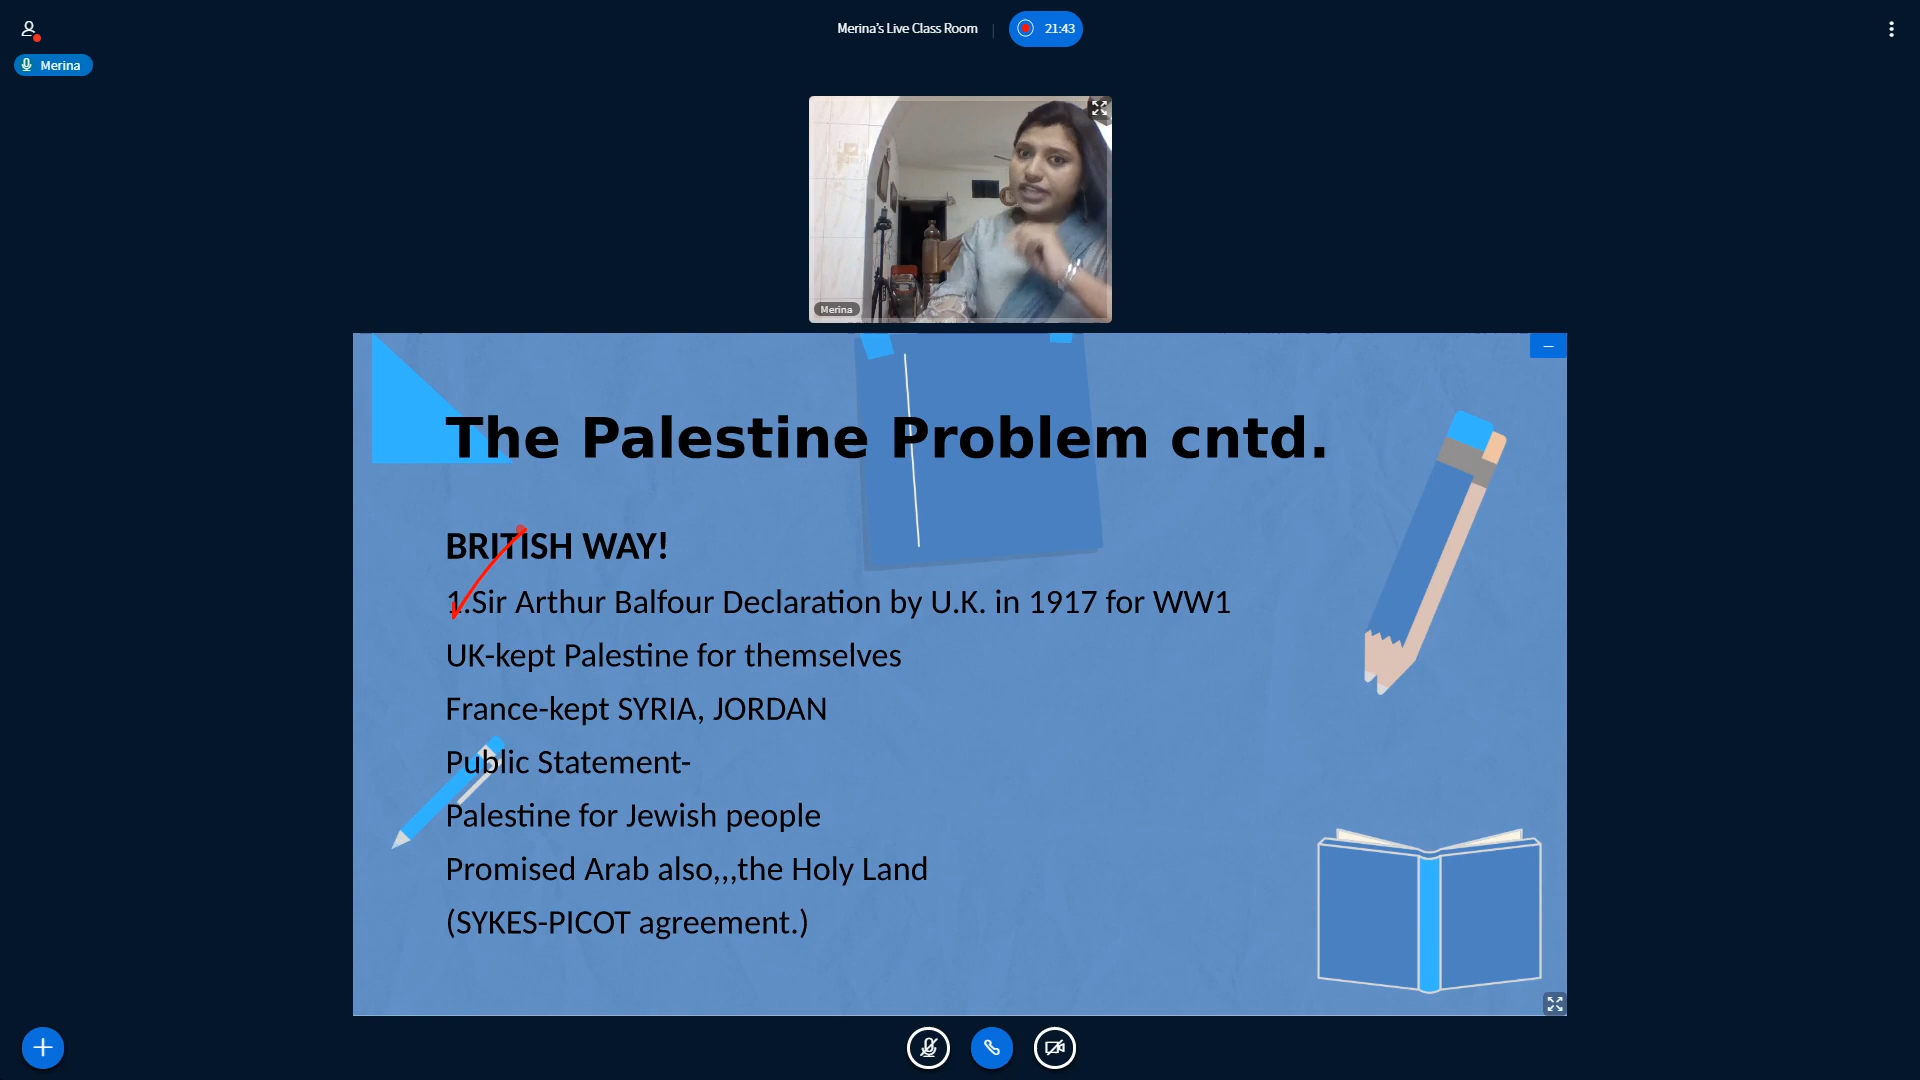 Merina's Live Class Room
21:43
Merina
Merina
The Palestine Problem cntd.
BRITISH WAY!
1.Sir Arthur Balfour Declaration by U.K. in 1917 for WW1
UK-kept Palestine for themselves
France-kept SYRIA, JORDAN
Public Statement-
Palestine for Jewish people
Promised Arab also,,,the Holy Land
(SYKES-PICOT agreement.)